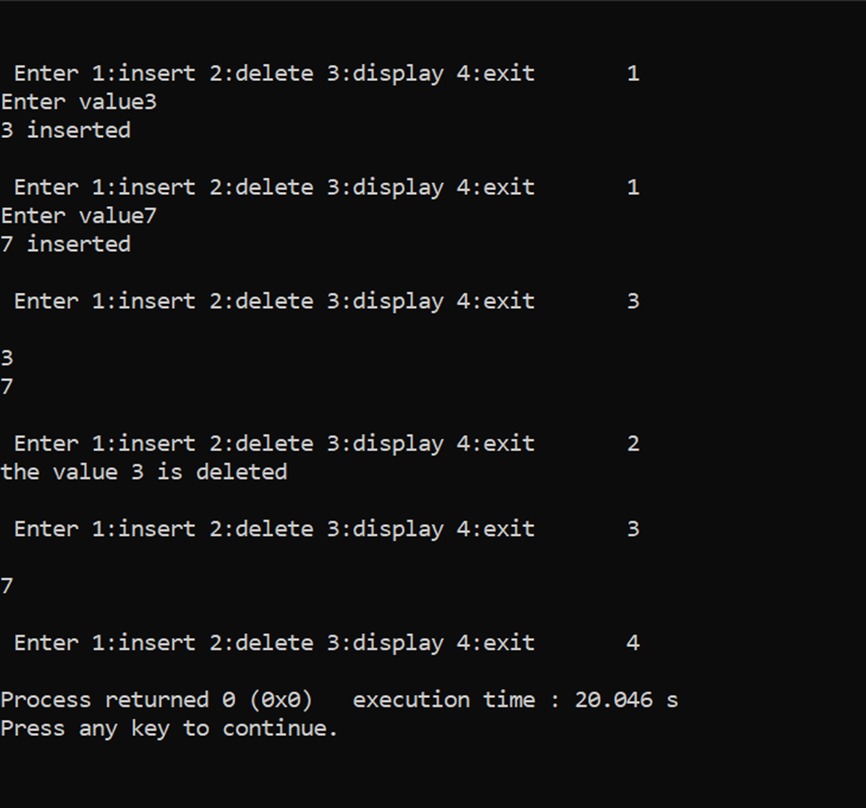 Enter 1:insert 2:delete 3:display 4:exit 1
Enter value3
3 inserted
Enter 1:insert 2:delete 3:display 4:exit 1
Enter value7
7 inserted
Enter 1:insert 2:delete 3:display 4:exit 3
3
7
Enter 1:insert 2:delete 3:display 4:exit 2
the value 3 is deleted
Enter 1:insert 2:delete 3:display 4:exit 3
7
Enter 1:insert 2:delete 3:display 4:exit 4
Process returned 0 (0x0) execution time : 20.046 s
Press any key to continue.